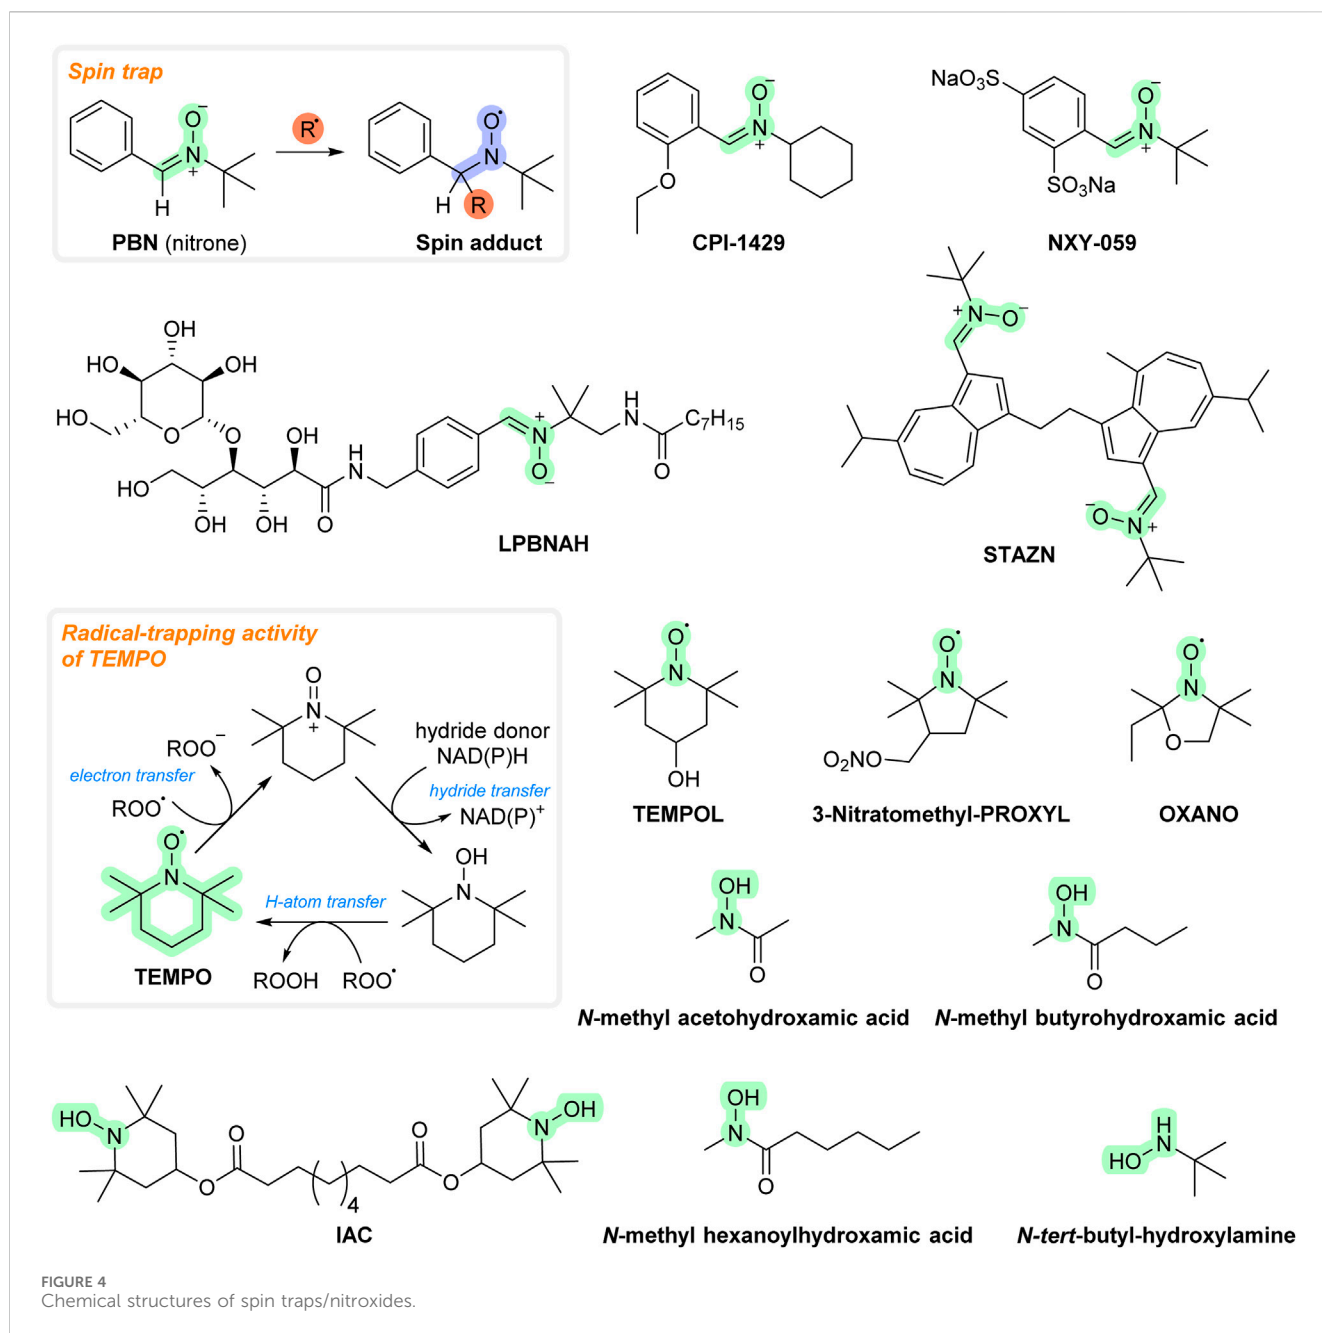 Spin trap
O−
N
+
H
R•
O•
N
H
R
PBN (nitrone)
Spin adduct
O−
N
+
O
CPI-1429
NaO3S
O−
N
+
SO3Na
NXY-059
OH
HO
OH
HO
O
O
OH
HO
OH
OH
O
H
N
N
+
O
−
H
N
C7H15
O
LPBNAH
+
N
O−
−
O
N
+
STAZN
Radical-trapping activity
of TEMPO
O
N
+
ROO−
electron transfer
ROO•
hydride donor
NAD(P)H
hydride transfer
NAD(P)+
O•
N
TEMPO
OH
N
H-atom transfer
ROOH
ROO•
O•
N
OH
TEMPOL
O•
N
O2NO
3-Nitratomethyl-PROXYL
O•
N
O
OXANO
OH
N
O
N-methyl acetohydroxamic acid
OH
N
O
N-methyl butyrohydroxamic acid
HO
N
O
O
4
O
O
N
OH
IAC
OH
N
O
N-methyl hexanoylhydroxamic acid
H
N
HO
N-tert-butyl-hydroxylamine
FIGURE 4
Chemical structures of spin traps/nitroxides.